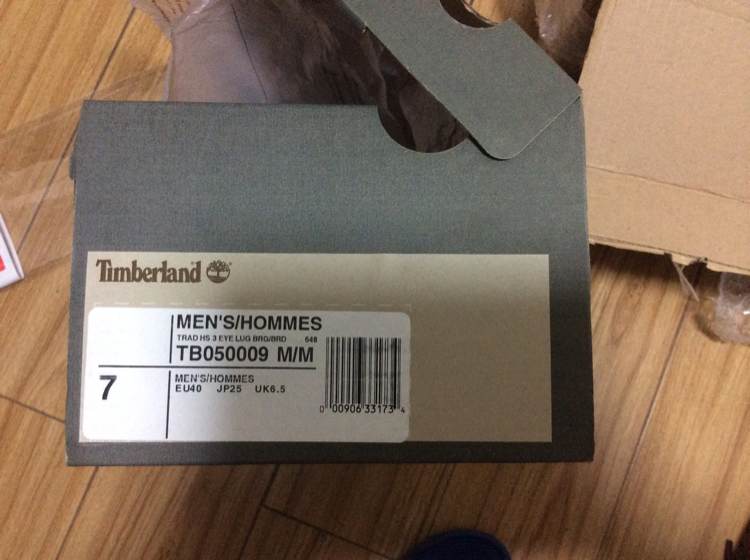 Timberland
MEN'S/HOMMES
TRAD HS 3 EYE LUG BRG/BRD 648
TB050009 M/M
7
MEN'S/HOMMES
EU40 JP25 UK6.5
0 00906 33173 4